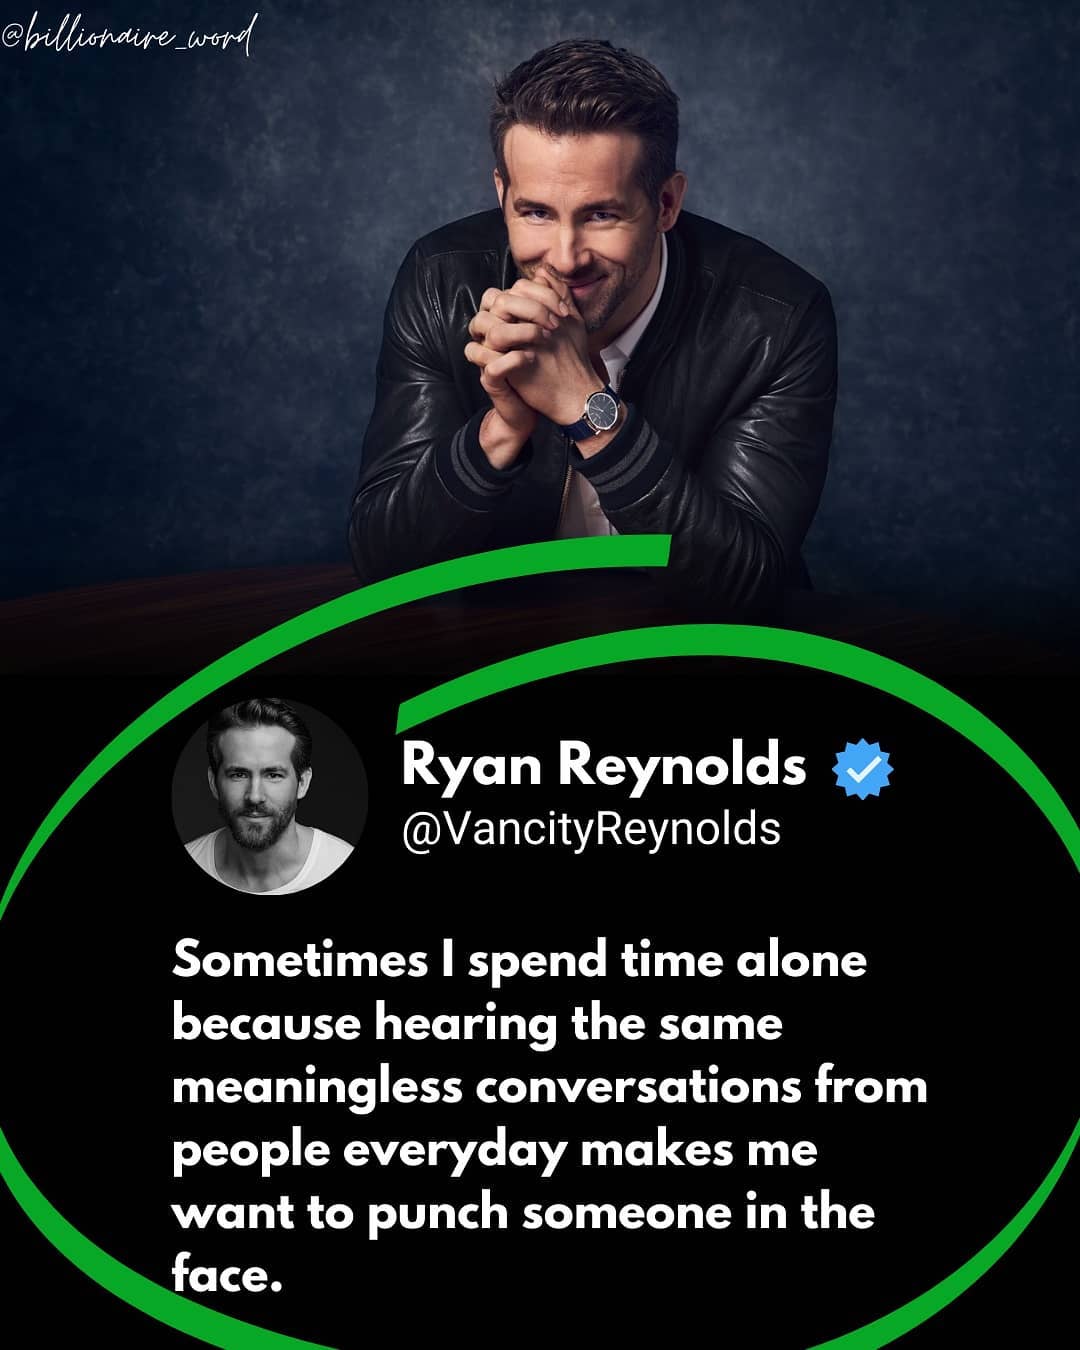 @billionaire_word
Ryan Reynolds
@VancityReynolds
Sometimes I spend time alone
because hearing the same
meaningless conversations from
people everyday makes me
want to punch someone in the
face.